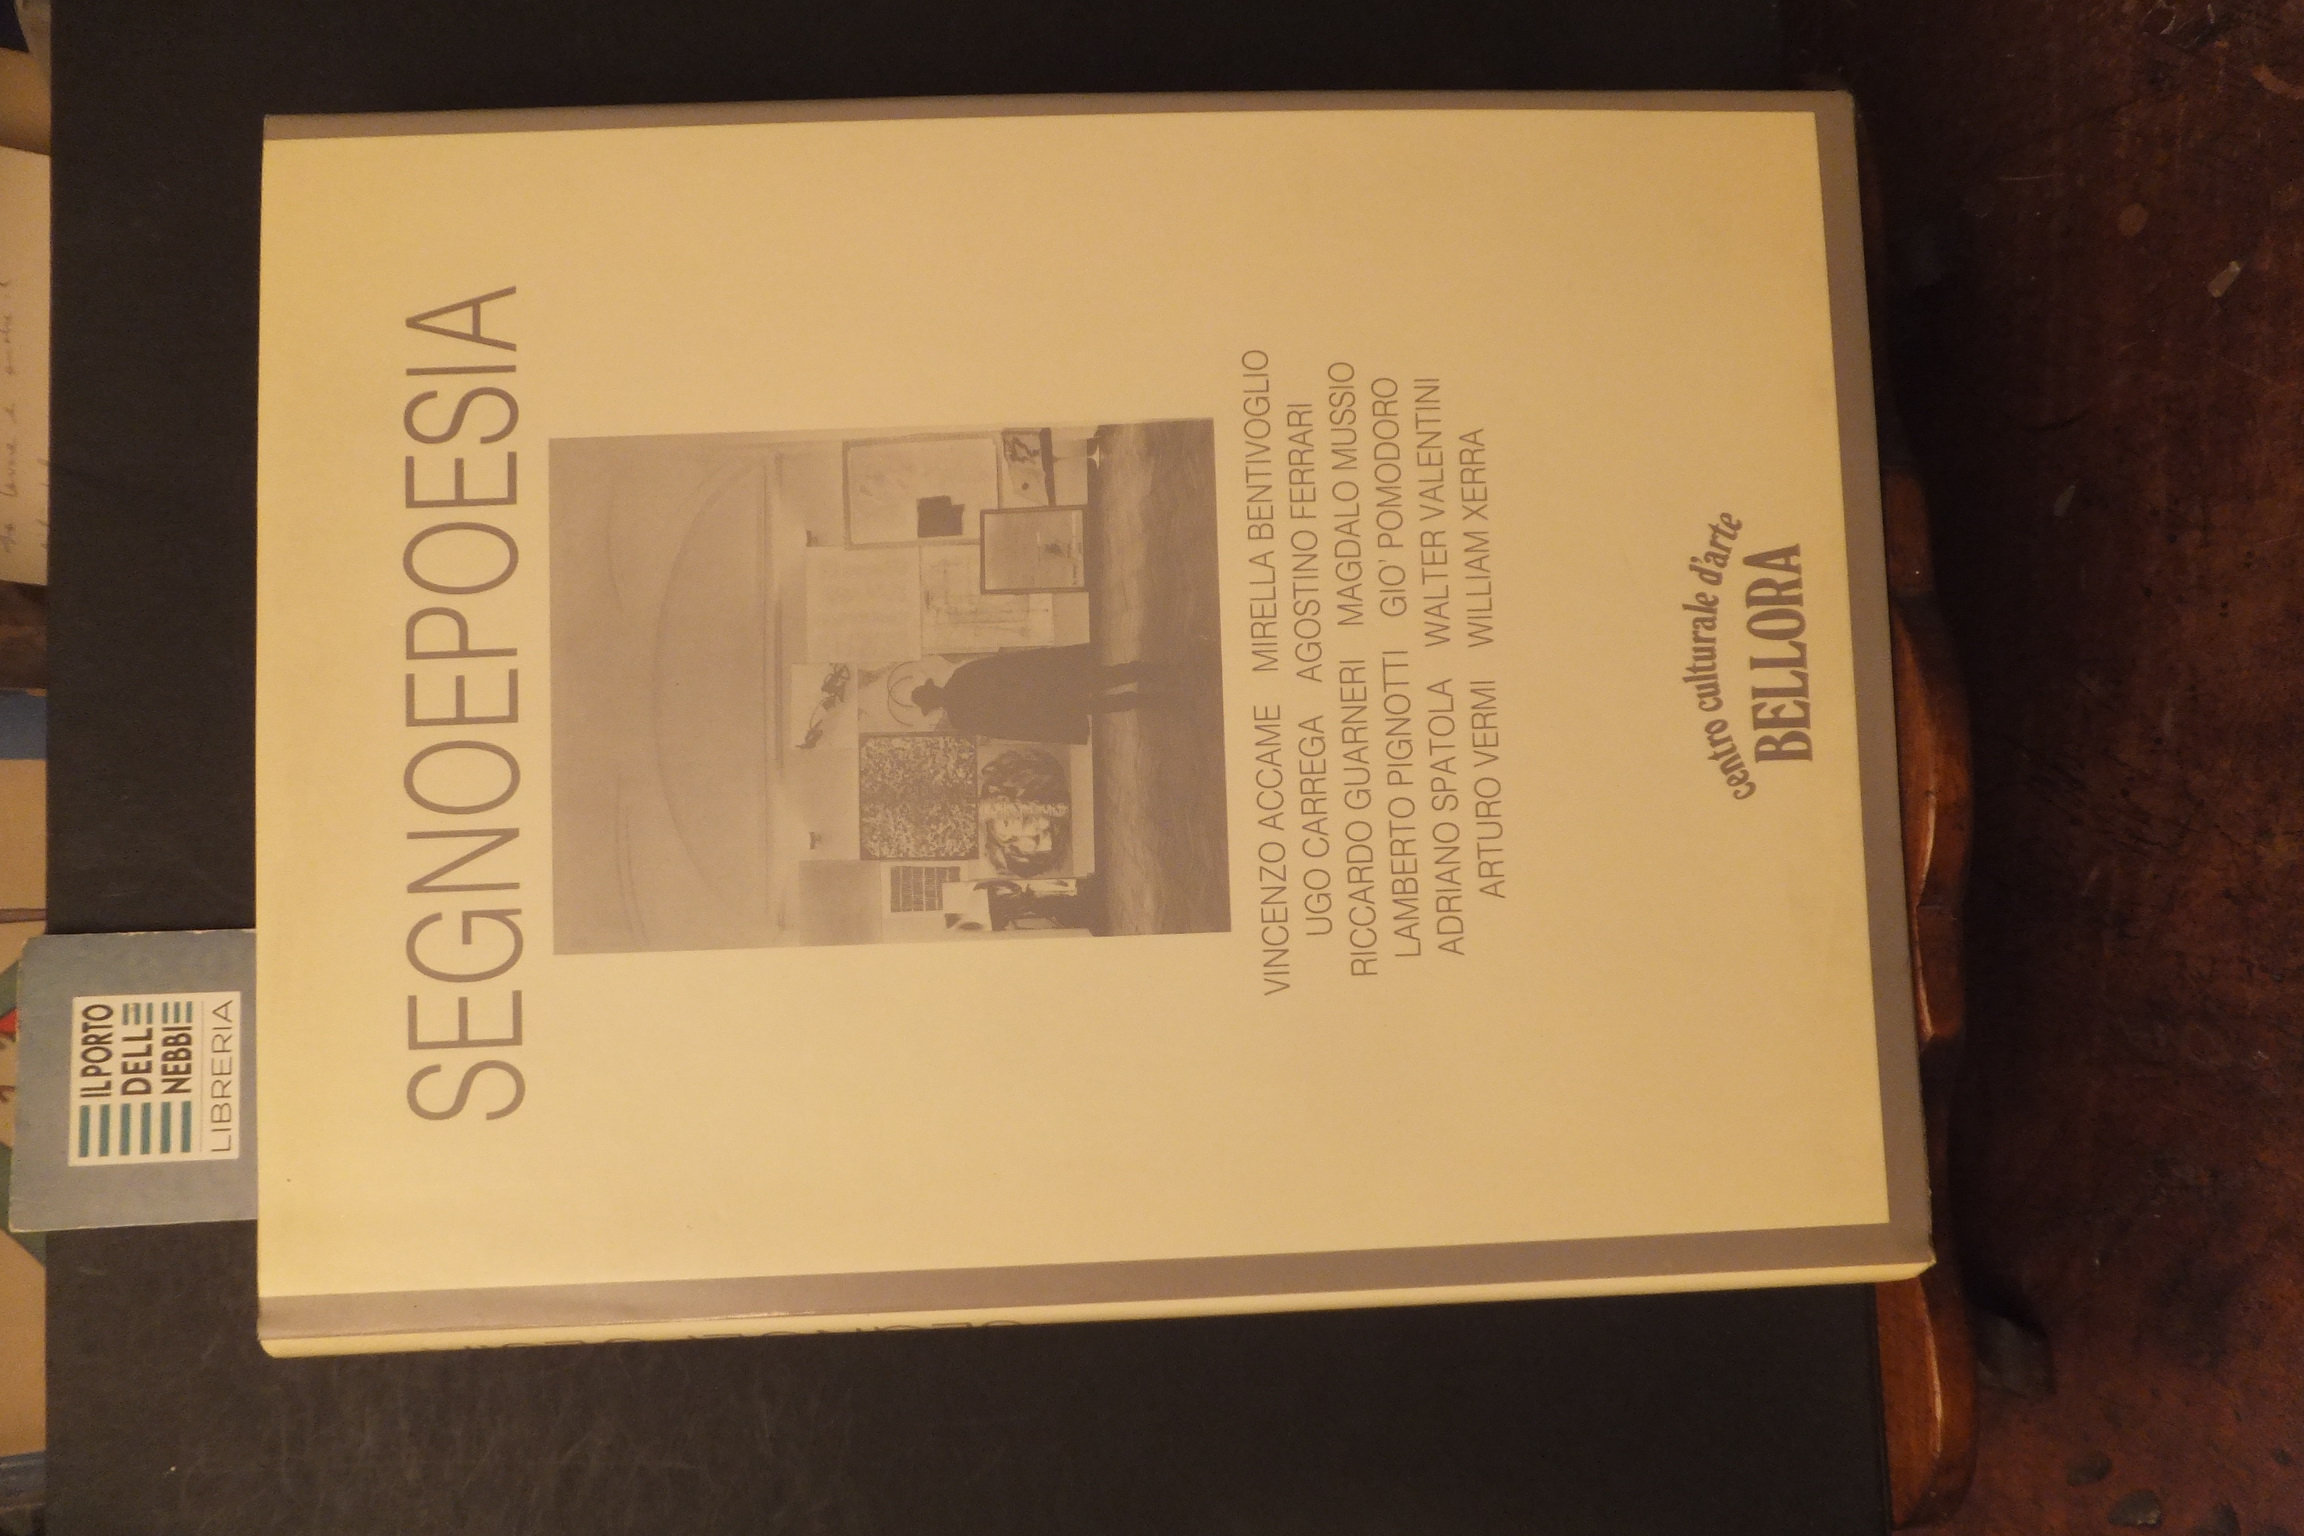 IL PORTO
DELLE
NEBBIE
LIBRERIA
SEGNOEPOESIA
VINCENZO ACCAME MIRELLA BENTIVOGLIO
UGO CARREGA AGOSTINO FERRARI
RICCARDO GUARNERI MAGDALO MUSSIO
LAMBERTO PIGNOTTI GIO' POMODORO
ADRIANO SPATOLA WALTER VALENTINI
ARTURO VERMI WILLIAM XERRA
centro culturale d'arte
BELLORA